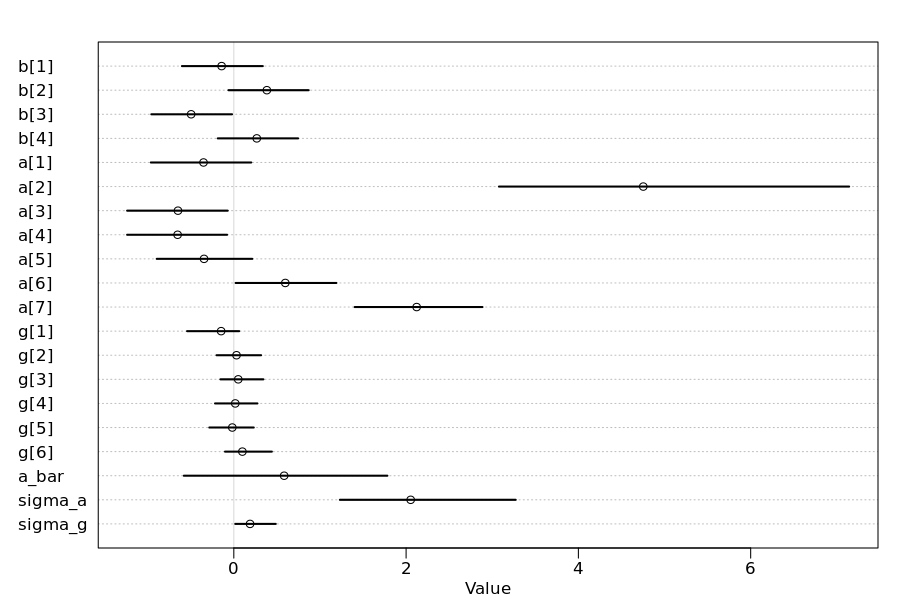 b[1]
b[2]
b[3]
b[4]
a[1]
a[2]
a[3]
a[4]
a[5]
a[6]
a[7]
g[1]
g[2]
g[3]
g[4]
g[5]
g[6]
a_bar
sigma_a
sigma_g
0 2 4 6
Value